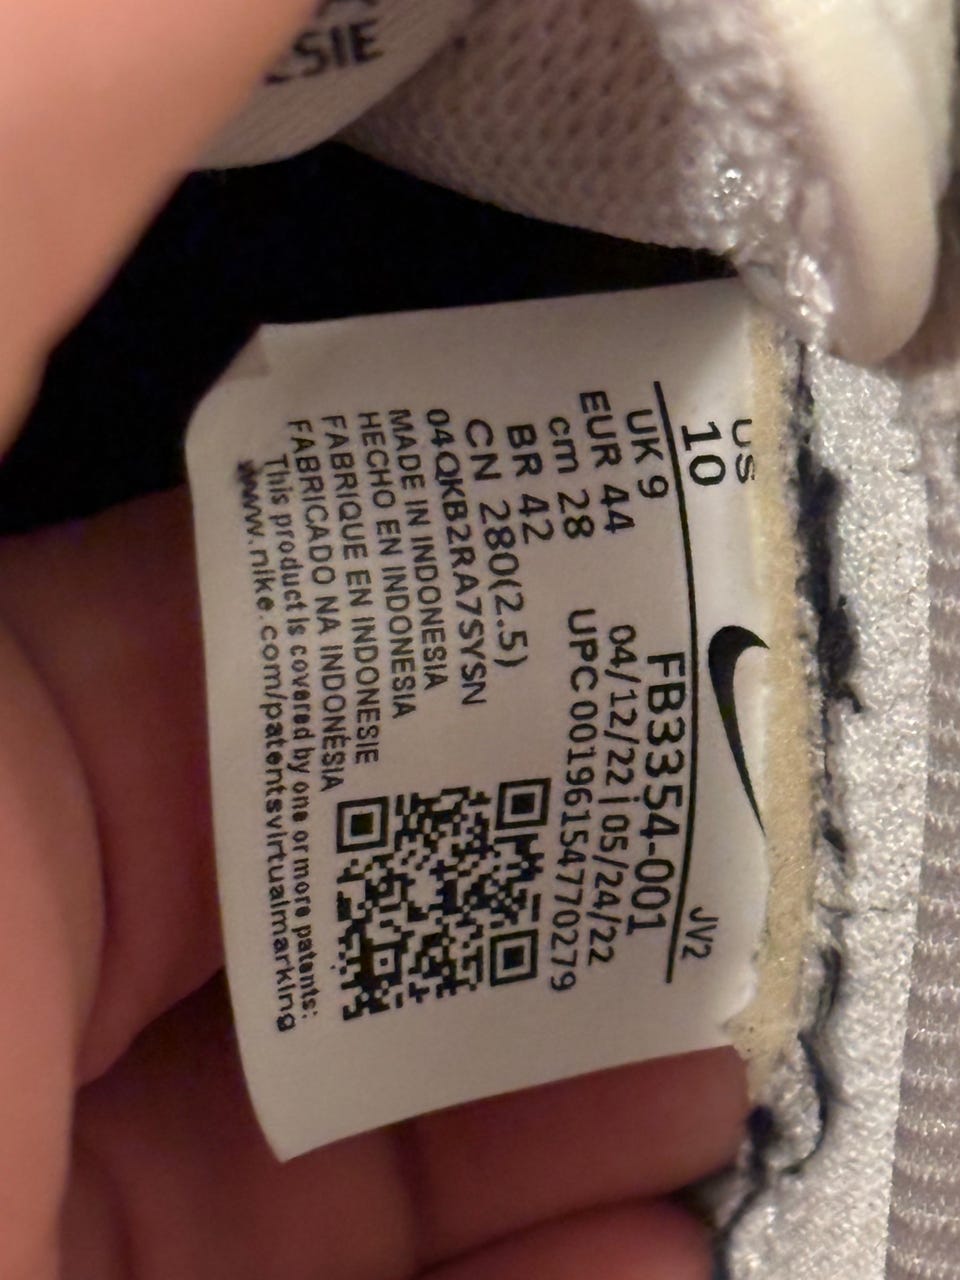 ESIE
US
10
JV2
UK 9
FB3354-001
EUR 44
04/12/22 | 05/24/22
cm 28
UPC 00196154770279
BR 42
CN 280(2.5)
04QKB2RA7SYSN
MADE IN INDONESIA
HECHO EN INDONESIA
FABRIQUE EN INDONESIE
FABRICADO NA INDONÉSIA
This product is covered by one or more patents:
www.nike.com/patentsvirtualmarking